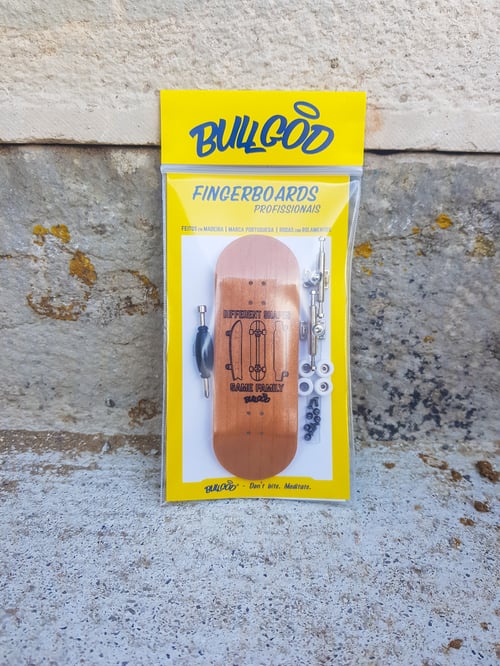 BULLGOD
FINGERBOARDS
PROFISSIONAIS
FEITOS EM MADEIRA | MARCA PORTUGUESA | RODAS COM ROLAMENTOS
DIFFERENT SHAPES
SAME FAMILY
BULLGOD
BULLGOD - Don't bite. Meditate.